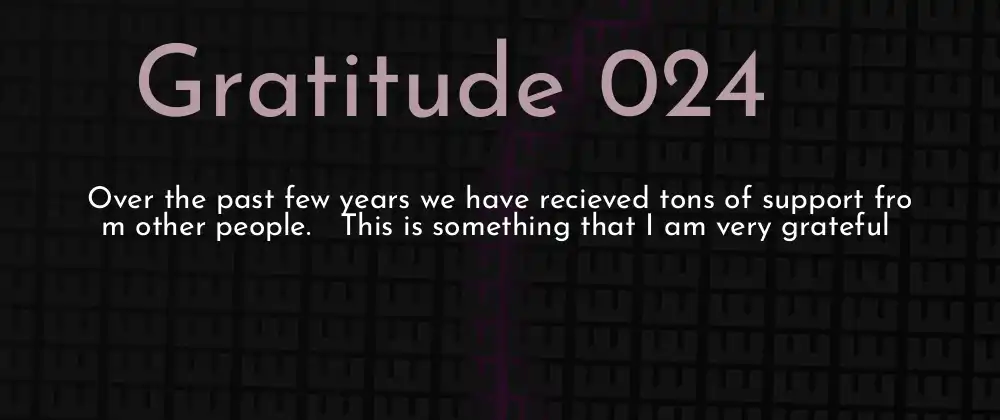 Gratitude 024
Over the past few years we have recieved tons of support fro
m other people.   This is something that I am very grateful